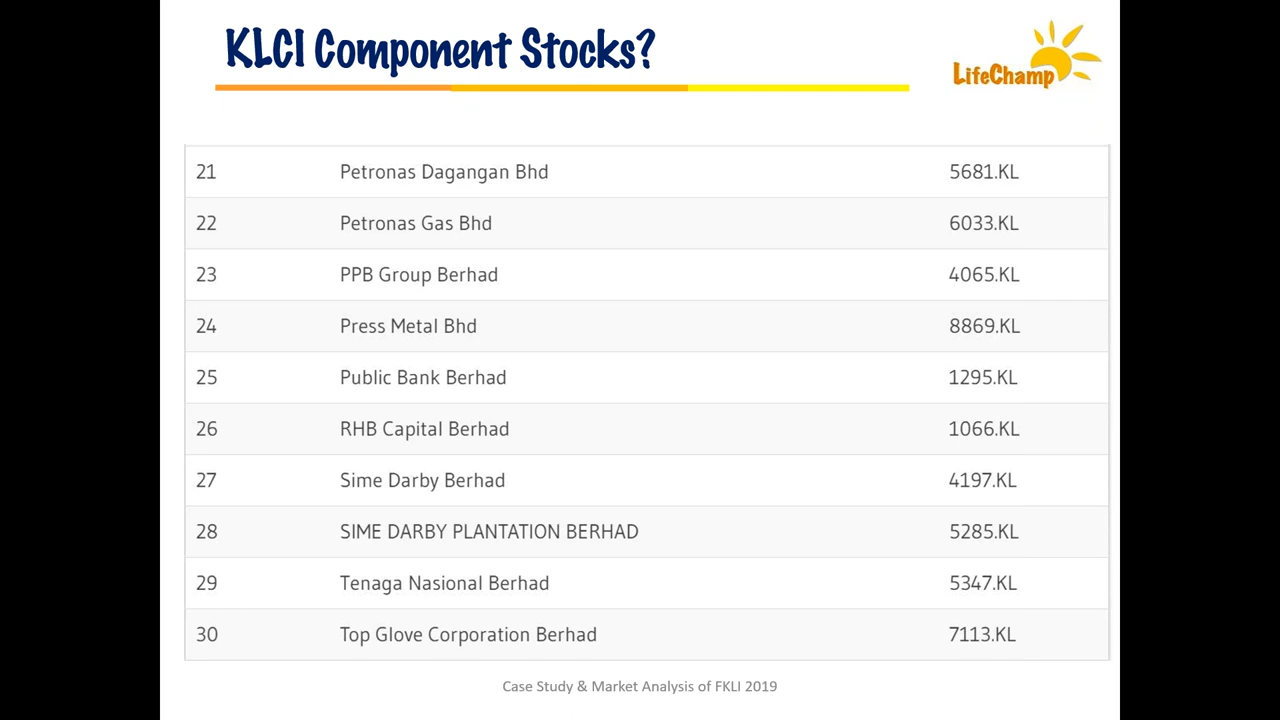 KLCI Component Stocks?
LifeChamp
21 Petronas Dagangan Bhd 5681.KL
22 Petronas Gas Bhd 6033.KL
23 PPB Group Berhad 4065.KL
24 Press Metal Bhd 8869.KL
25 Public Bank Berhad 1295.KL
26 RHB Capital Berhad 1066.KL
27 Sime Darby Berhad 4197.KL
28 SIME DARBY PLANTATION BERHAD 5285.KL
29 Tenaga Nasional Berhad 5347.KL
30 Top Glove Corporation Berhad 7113.KL
Case Study & Market Analysis of FKLI 2019